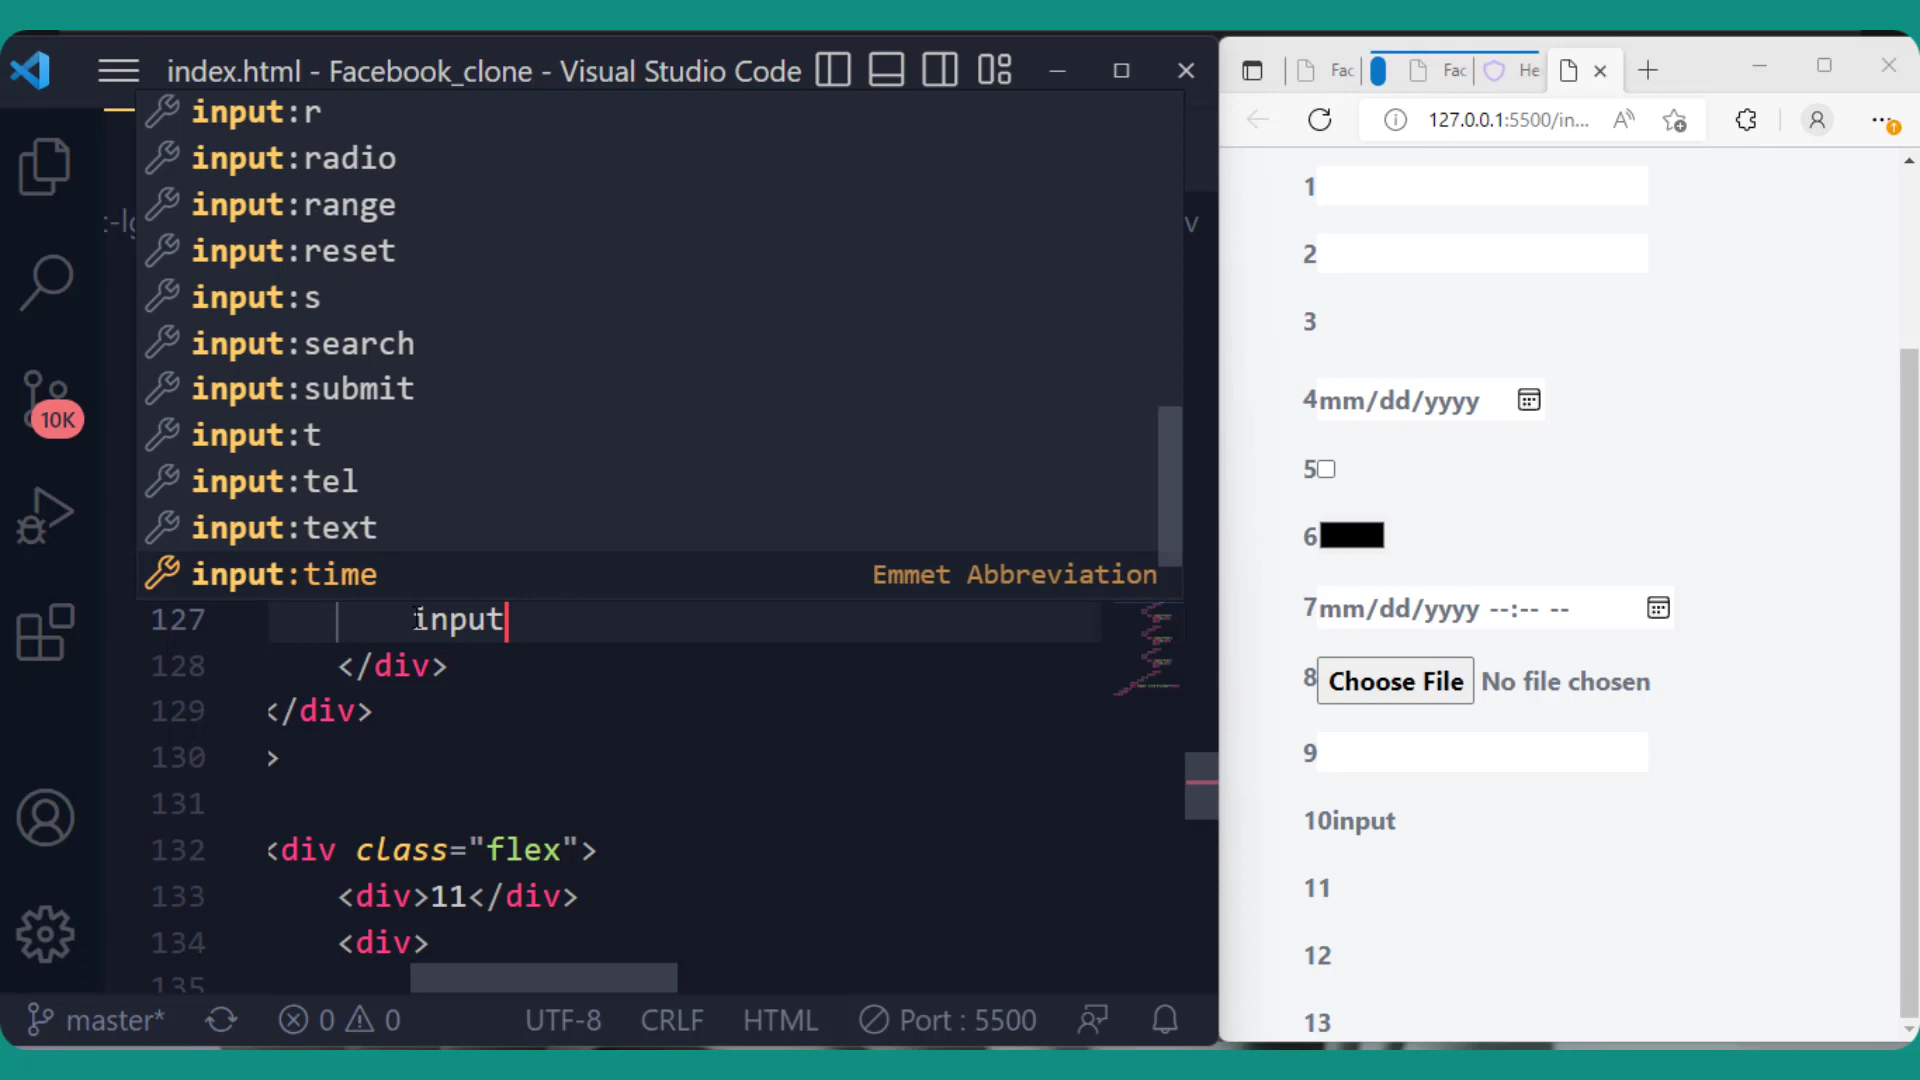 index.html - Facebook_clone - Visual Studio Code
input:r
input:radio
input:range
input:reset
input:s
input:search
input:submit
input:t
input:tel
input:text
input:time Emmet Abbreviation
10K
127 input
128 </div>
129 </div>
130 >
131
132 <div class="flex">
133 <div>11</div>
134 <div>
135
master* 0 0 UTF-8 CRLF HTML Port : 5500
Fac Fac He
127.0.0.1:5500/in...
1
2
3
4mm/dd/yyyy
5
6
7mm/dd/yyyy --:-- --
8 Choose File No file chosen
9
10input
11
12
13